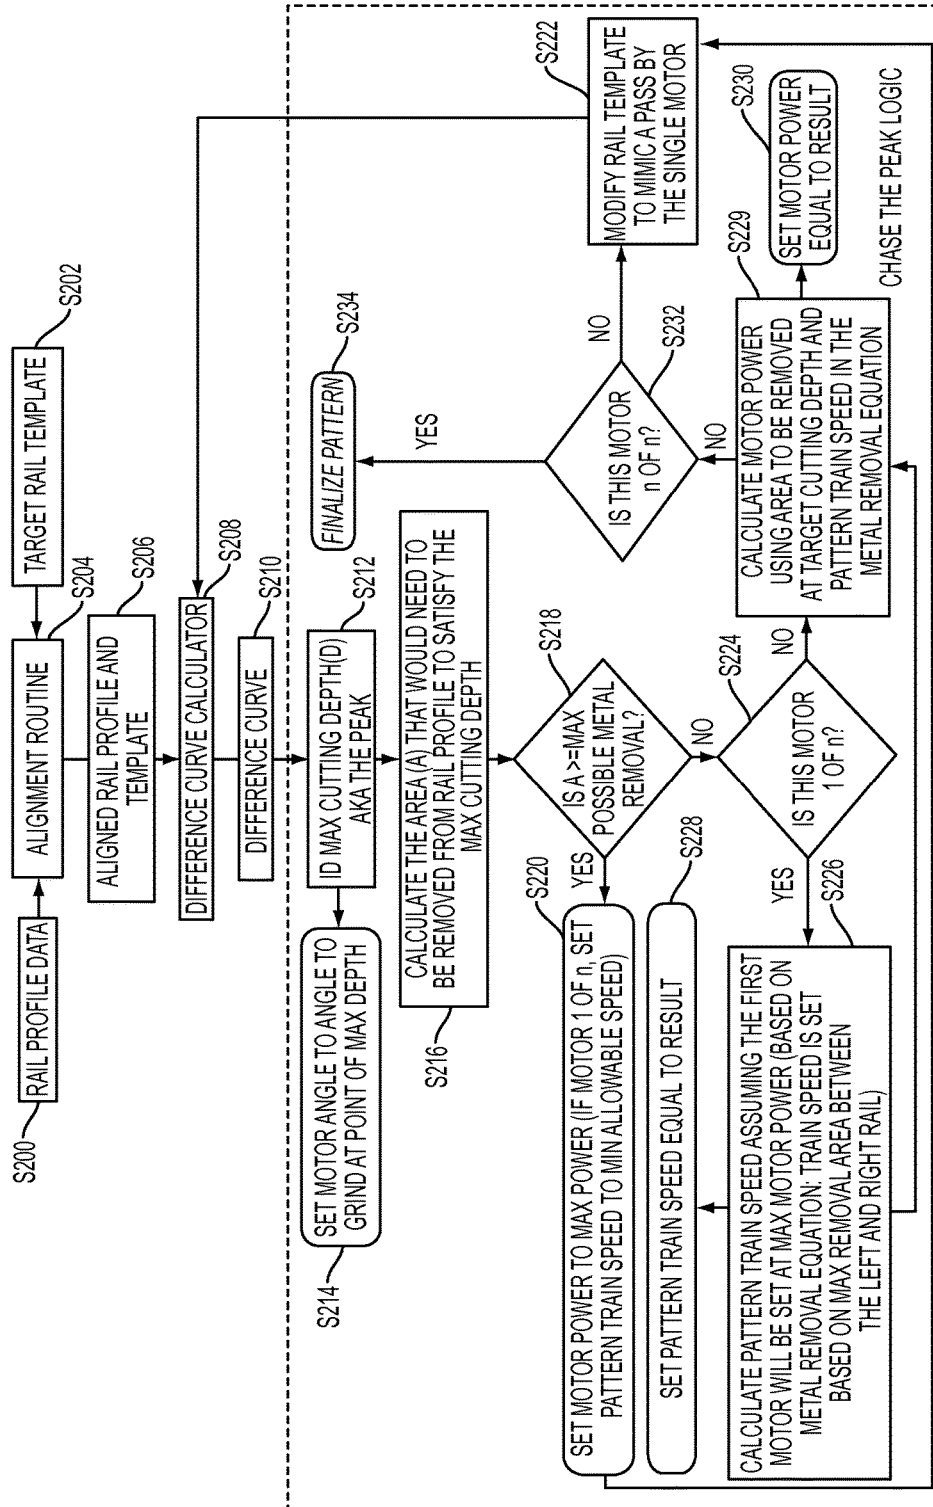 S200
RAIL PROFILE DATA
TARGET RAIL TEMPLATE
S202
ALIGNMENT ROUTINE
S204
ALIGNED RAIL PROFILE AND
TEMPLATE
S206
DIFFERENCE CURVE CALCULATOR
S208
DIFFERENCE CURVE
S210
ID MAX CUTTING DEPTH(D)
AKA THE PEAK
S212
SET MOTOR ANGLE TO ANGLE TO
GRIND AT POINT OF MAX DEPTH
S214
CALCULATE THE AREA (A) THAT WOULD NEED TO
BE REMOVED FROM RAIL PROFILE TO SATISFY THE
MAX CUTTING DEPTH
S216
IS A >=MAX
POSSIBLE METAL
REMOVAL?
S218
YES
NO
S220
SET MOTOR POWER TO MAX POWER (IF MOTOR 1 OF n, SET
PATTERN TRAIN SPEED TO MIN ALLOWABLE SPEED)
S228
SET PATTERN TRAIN SPEED EQUAL TO RESULT
IS THIS MOTOR
1 OF n?
S224
YES
NO
S226
CALCULATE PATTERN TRAIN SPEED ASSUMING THE FIRST
MOTOR WILL BE SET AT MAX MOTOR POWER (BASED ON
METAL REMOVAL EQUATION: TRAIN SPEED IS SET
BASED ON MAX REMOVAL AREA BETWEEN
THE LEFT AND RIGHT RAIL)
CALCULATE MOTOR POWER
USING AREA TO BE REMOVED
AT TARGET CUTTING DEPTH AND
PATTERN TRAIN SPEED IN THE
METAL REMOVAL EQUATION
S229
SET MOTOR POWER
EQUAL TO RESULT
S230
NO
IS THIS MOTOR
n OF n?
S232
YES
NO
FINALIZE PATTERN
S234
MODIFY RAIL TEMPLATE
TO MIMIC A PASS BY
THE SINGLE MOTOR
S222
CHASE THE PEAK LOGIC